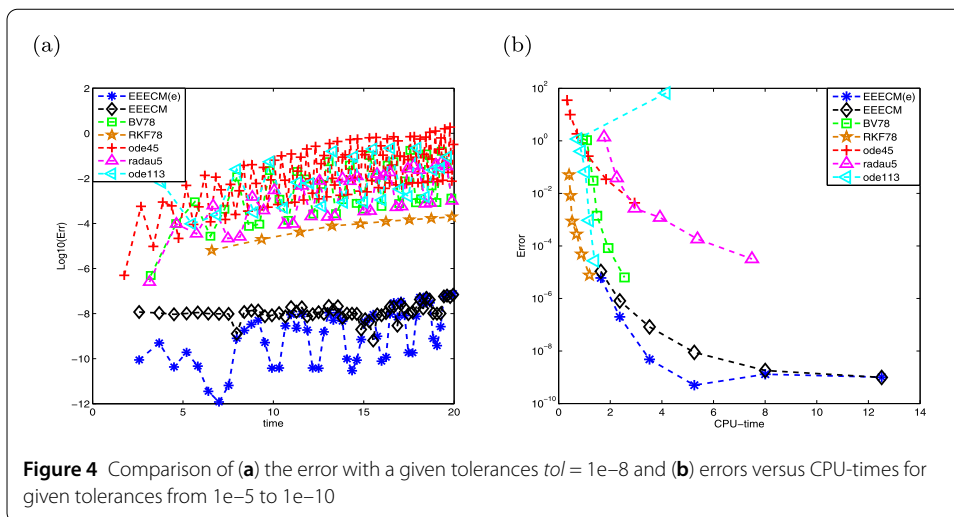 (a)
(b)
2
0
-2
-4
-6
-8
-10
-12
0
5
10
15
20
Log10(Err)
time
EEECM(e)
EEECM
BV78
RKF78
ode45
radau5
ode113
10^2
10^0
10^-2
10^-4
10^-6
10^-8
10^-10
0
2
4
6
8
10
12
14
Error
CPU-time
EEECM(e)
EEECM
BV78
RKF78
ode45
radau5
ode113
Figure 4 Comparison of (a) the error with a given tolerances tol = 1e–8 and (b) errors versus CPU-times for
given tolerances from 1e–5 to 1e–10